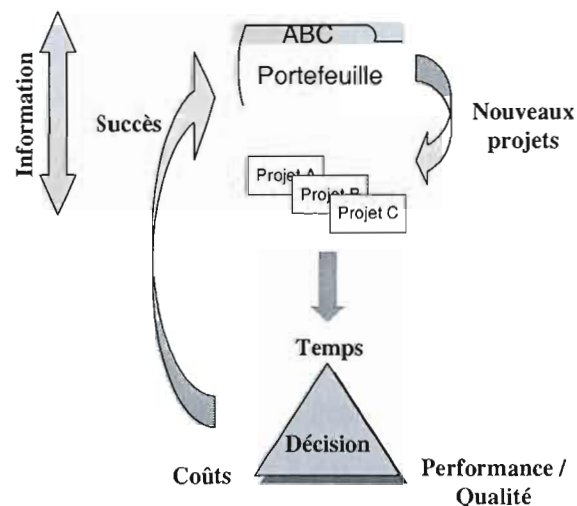 ABC
Portefeuille
Information
Succès
Nouveaux
projets
Projet A
Projet B
Projet C
Temps
Décision
Coûts
Performance /
Qualité